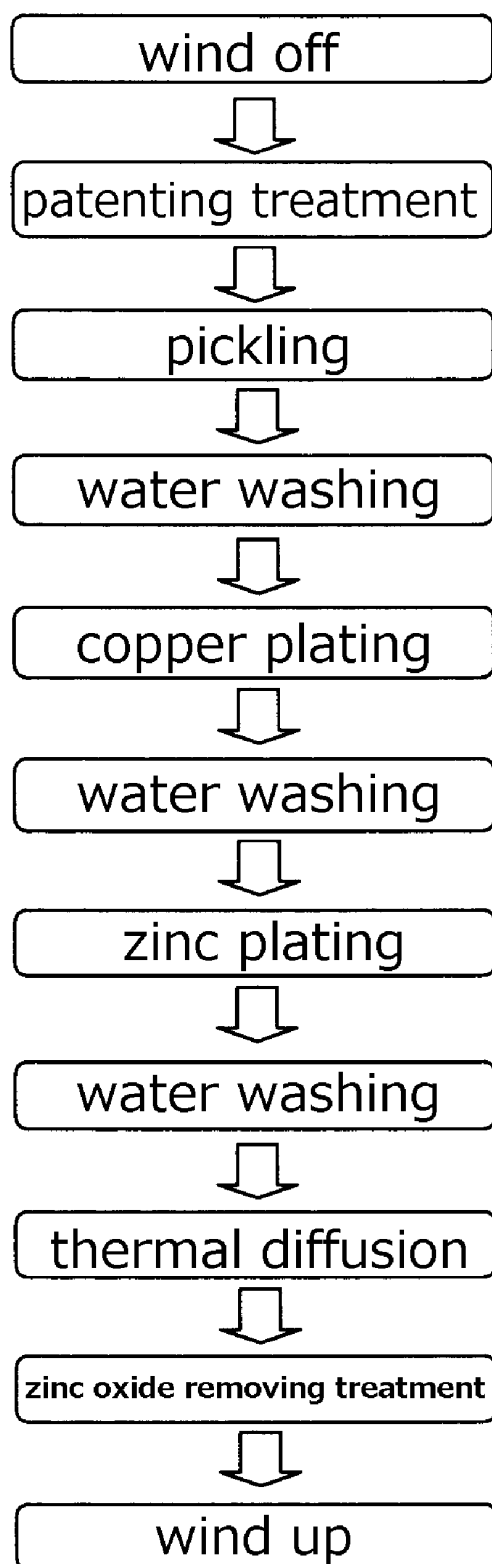 wind off
patenting treatment
pickling
water washing
copper plating
water washing
zinc plating
water washing
thermal diffusion
zinc oxide removing treatment
wind up